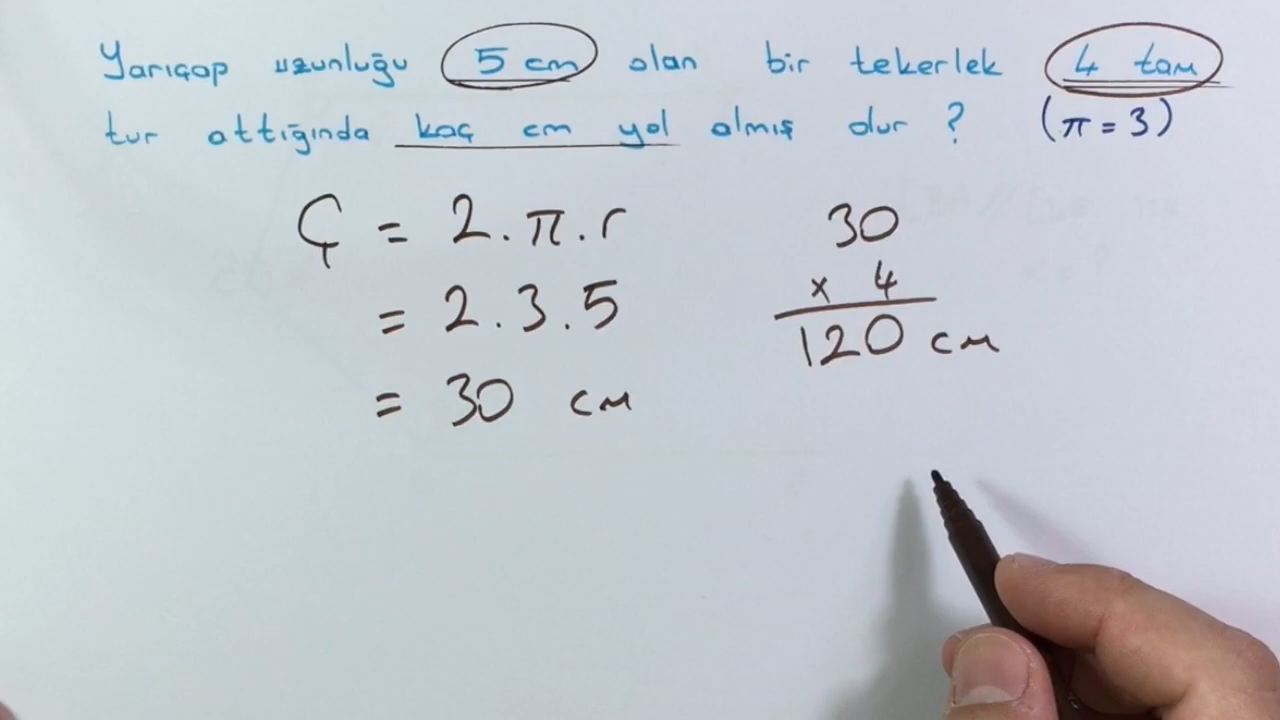 Yarıçap uzunluğu 5 cm olan bir tekerlek 4 tam
tur attığında kaç cm yol almış olur ? (π = 3)
Ç = 2 . π . r
= 2 . 3 . 5
= 30 cm
30
x 4
120 cm